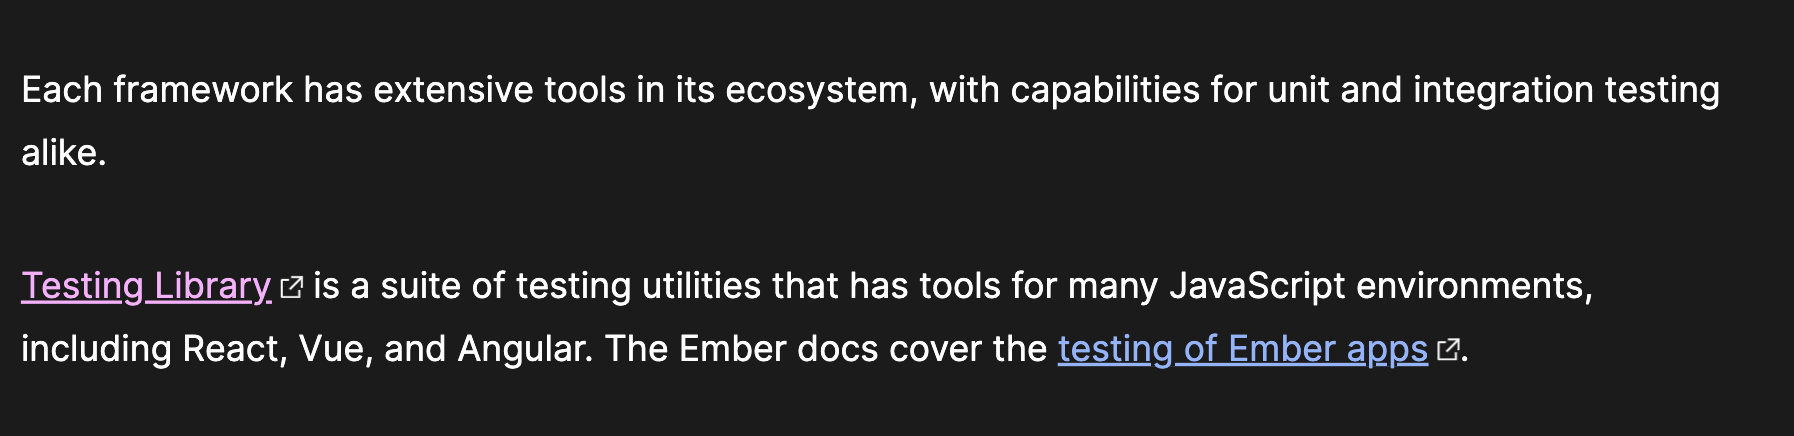 Each framework has extensive tools in its ecosystem, with capabilities for unit and integration testing
alike.
Testing Library is a suite of testing utilities that has tools for many JavaScript environments,
including React, Vue, and Angular. The Ember docs cover the testing of Ember apps.